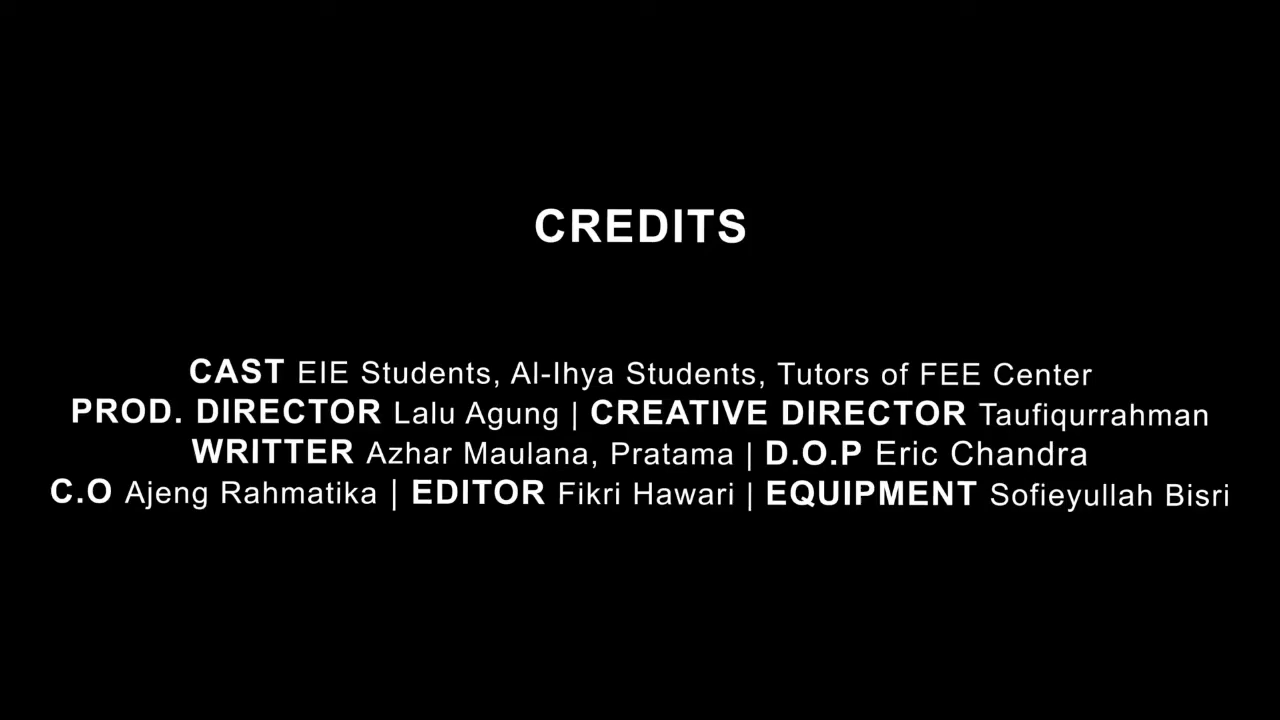 CREDITS
CAST EIE Students, Al-Ihya Students, Tutors of FEE Center
PROD. DIRECTOR Lalu Agung | CREATIVE DIRECTOR Taufiqurrahman
WRITTER Azhar Maulana, Pratama | D.O.P Eric Chandra
C.O Ajeng Rahmatika | EDITOR Fikri Hawari | EQUIPMENT Sofieyullah Bisri